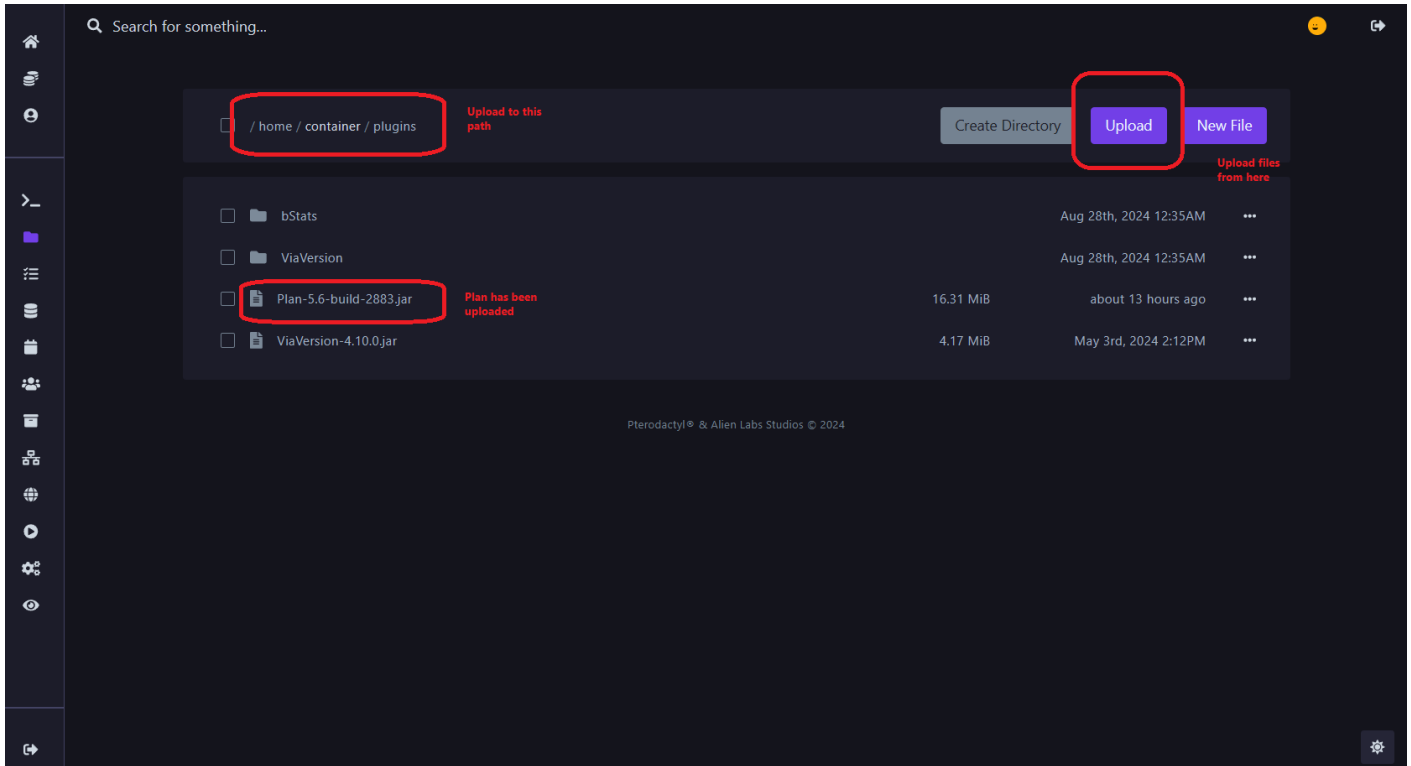 Search for something...
/ home / container / plugins
Upload to this
path
Create Directory
Upload
New File
Upload files
from here
bStats
Aug 28th, 2024 12:35AM
ViaVersion
Aug 28th, 2024 12:35AM
Plan-5.6-build-2883.jar
Plan has been
uploaded
16.31 MiB
about 13 hours ago
ViaVersion-4.10.0.jar
4.17 MiB
May 3rd, 2024 2:12PM
Pterodactyl® & Alien Labs Studios © 2024